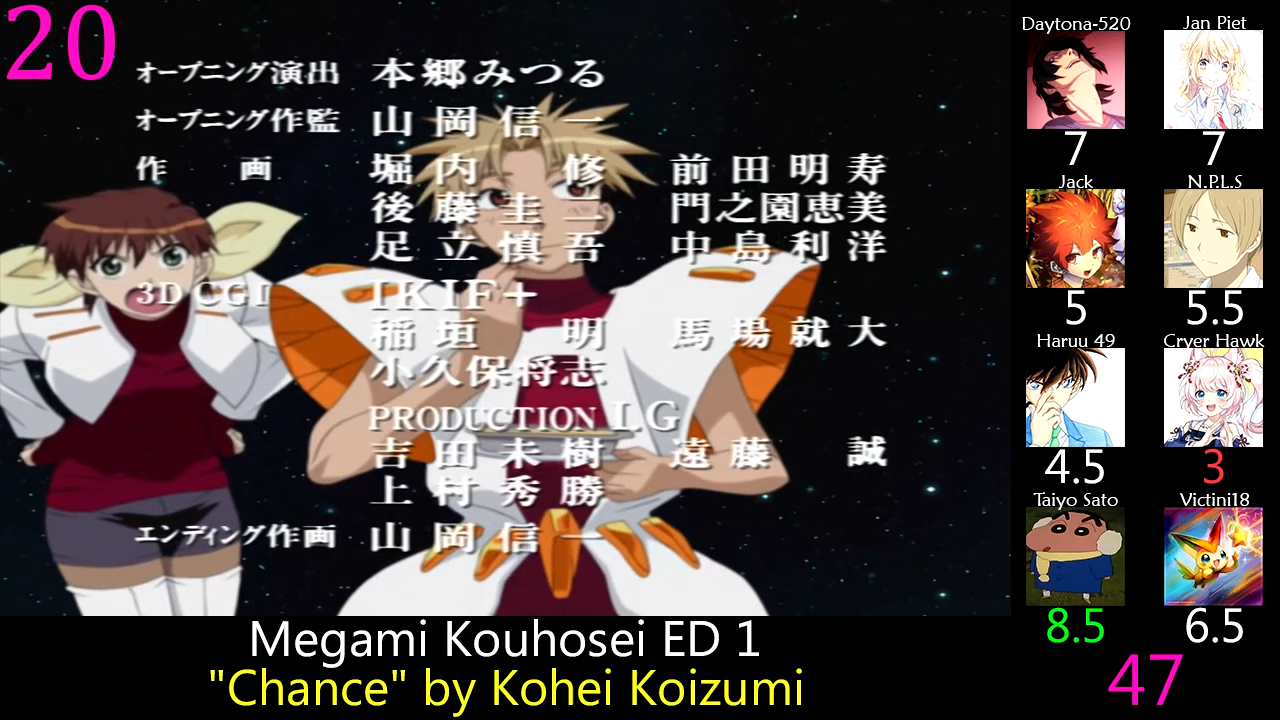 20
オープニング演出 本郷みつる
オープニング作監 山岡信一
作画 堀内修 前田明寿
後藤圭二 門之園恵美
足立慎吾 中島利洋
3D CGI IKIF+
稲垣明 馬場就大
小久保将志
PRODUCTION I.G
吉田未樹 遠藤誠
上村秀勝
エンディング作画 山岡信一
Megami Kouhosei ED 1
"Chance" by Kohei Koizumi
Daytona-520 Jan Piet
7 7
Jack N.P.L.S
5 5.5
Haruu 49 Cryer Hawk
4.5 3
Taiyo Sato Victini18
8.5 6.5
47